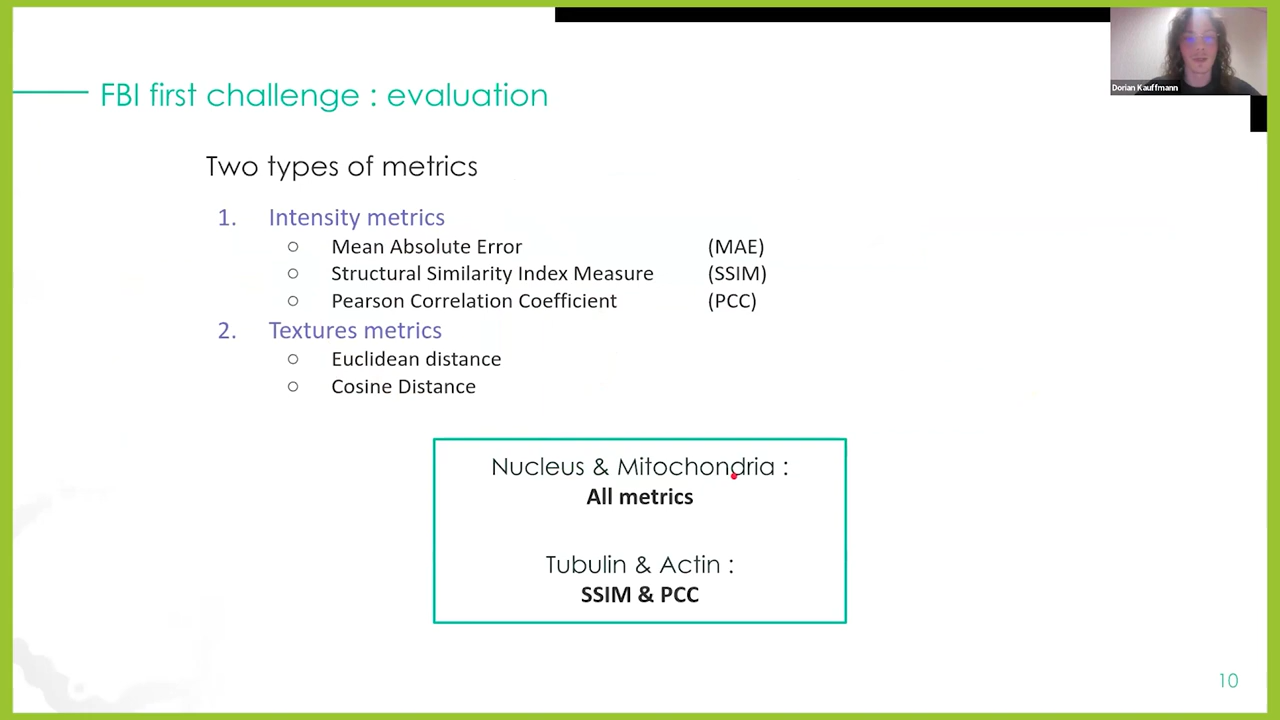 Dorian Kauffmann
FBI first challenge : evaluation
Two types of metrics
1. Intensity metrics
○ Mean Absolute Error (MAE)
○ Structural Similarity Index Measure (SSIM)
○ Pearson Correlation Coefficient (PCC)
2. Textures metrics
○ Euclidean distance
○ Cosine Distance
Nucleus & Mitochondria :
All metrics
Tubulin & Actin :
SSIM & PCC
10